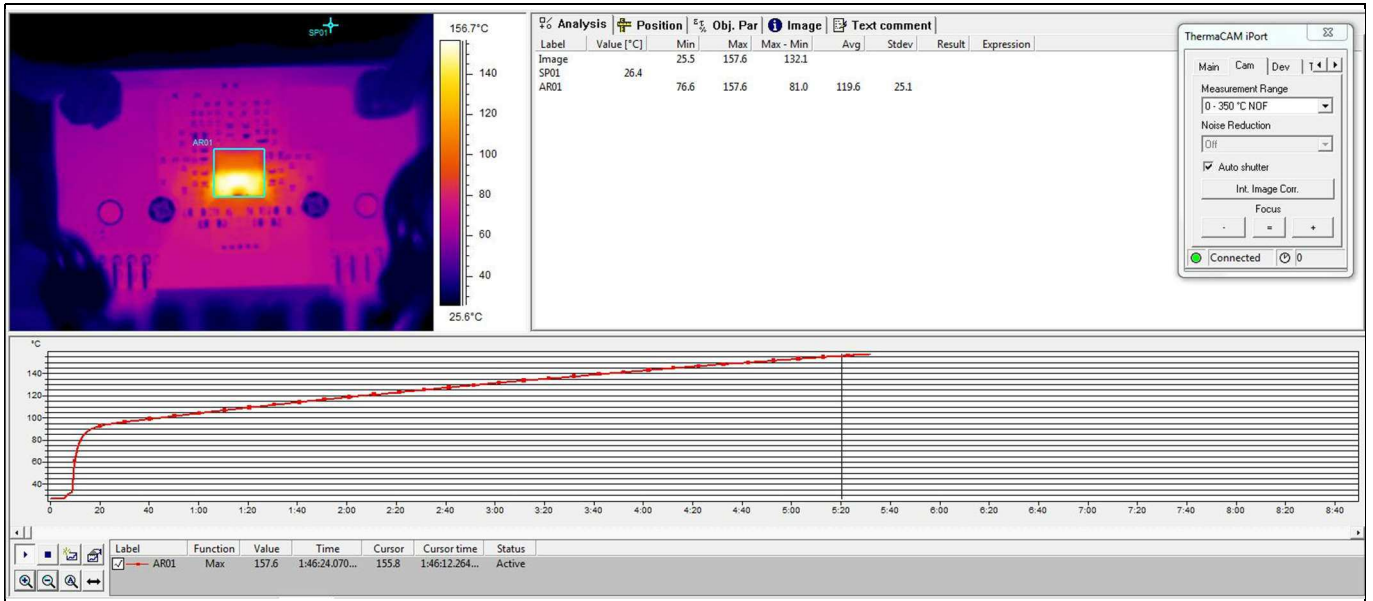 SP01
AR01
156.7°C
140
120
100
80
60
40
25.6°C
Analysis Position Obj. Par Image Text comment
Label Value [°C] Min Max Max - Min Avg Stdev Result Expression
Image 25.5 157.6 132.1
SP01 26.4
AR01 76.6 157.6 81.0 119.6 25.1
ThermaCAM iPort
Main Cam Dev
Measurement Range
0 - 350 °C NOF
Noise Reduction
Off
Auto shutter
Int. Image Corr.
Focus
- = +
Connected 0
°C
140
120
100
80
60
40
0 20 40 1:00 1:20 1:40 2:00 2:20 2:40 3:00 3:20 3:40 4:00 4:20 4:40 5:00 5:20 5:40 6:00 6:20 6:40 7:00 7:20 7:40 8:00 8:20 8:40
Label Function Value Time Cursor Cursor time Status
AR01 Max 157.6 1:46:24.070... 155.8 1:46:12.264... Active